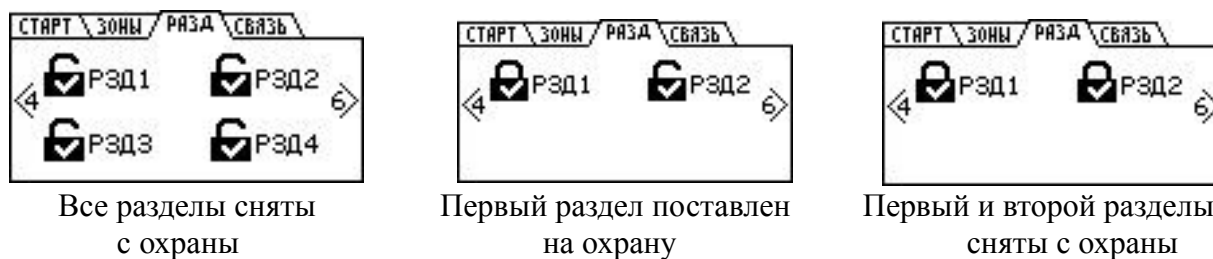 СТАРТ ЗОНЫ РАЗД СВЯЗЬ
РЗД1 РЗД2
4 6
РЗД3 РЗД4
Все разделы сняты
с охраны
СТАРТ ЗОНЫ РАЗД СВЯЗЬ
РЗД1 РЗД2
4 6
Первый раздел поставлен
на охрану
СТАРТ ЗОНЫ РАЗД СВЯЗЬ
РЗД1 РЗД2
4 6
Первый и второй разделы
сняты с охраны